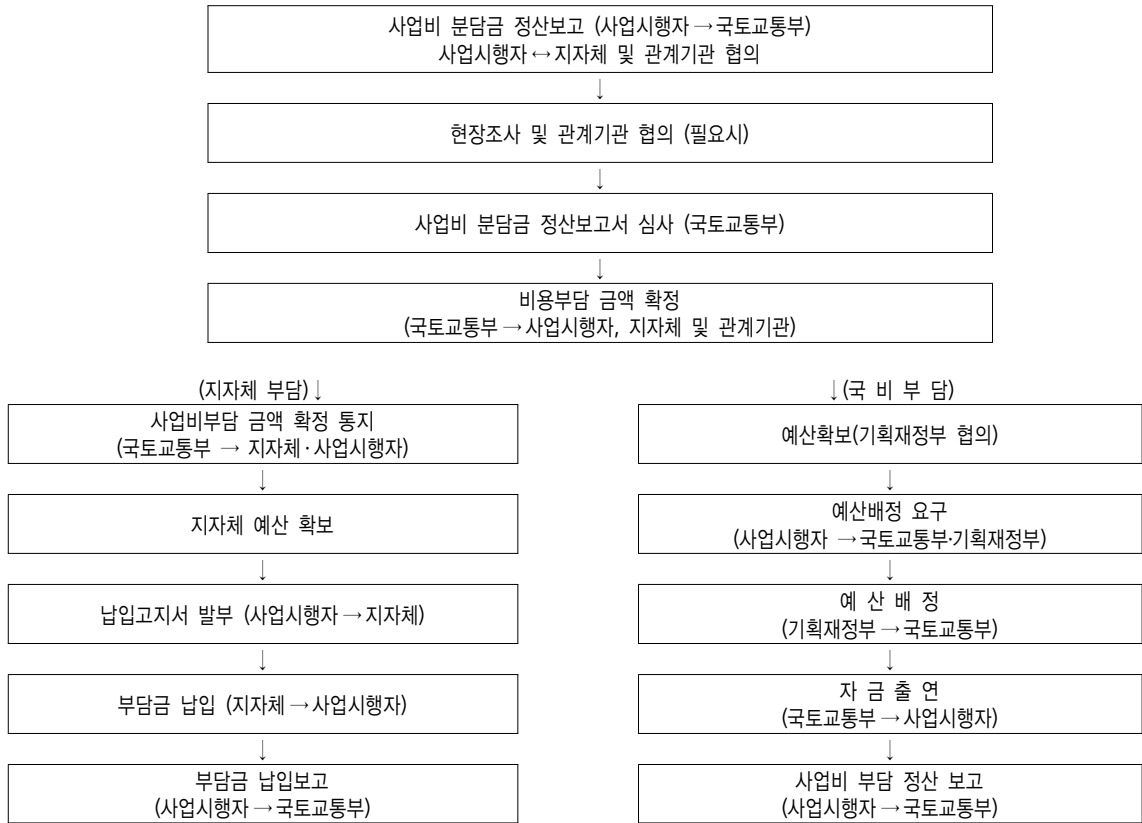 사업비 분담금 정산보고 (사업시행자→국토교통부)
사업시행자↔지자체 및 관계기관 협의
↓
현장조사 및 관계기관 협의 (필요시)
↓
사업비 분담금 정산보고서 심사 (국토교통부)
↓
비용부담 금액 확정
(국토교통부→사업시행자, 지자체 및 관계기관)
(지자체 부담)↓
사업비부담 금액 확정 통지
(국토교통부 → 지자체·사업시행자)
↓
지자체 예산 확보
↓
납입고지서 발부 (사업시행자→지자체)
↓
부담금 납입 (지자체→사업시행자)
↓
부담금 납입보고
(사업시행자→국토교통부)
↓(국 비 부 담)
예산확보(기획재정부 협의)
↓
예산배정 요구
(사업시행자 →국토교통부·기획재정부)
↓
예 산 배 정
(기획재정부→국토교통부)
↓
자 금 출 연
(국토교통부→사업시행자)
↓
사업비 부담 정산 보고
(사업시행자→국토교통부)